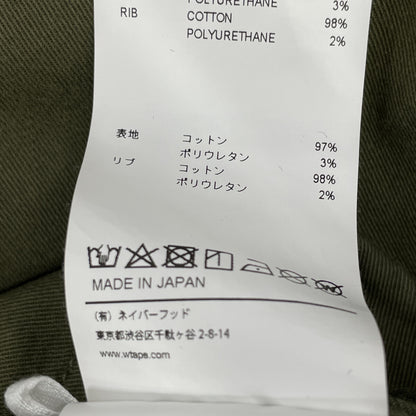 POLYURETHANE 3%
RIB COTTON 98%
POLYURETHANE 2%
表地 コットン 97%
ポリウレタン 3%
リブ コットン 98%
ポリウレタン 2%
MADE IN JAPAN
(有) ネイバーフッド
東京都渋谷区千駄ヶ谷 2-8-14
www.wtaps.com